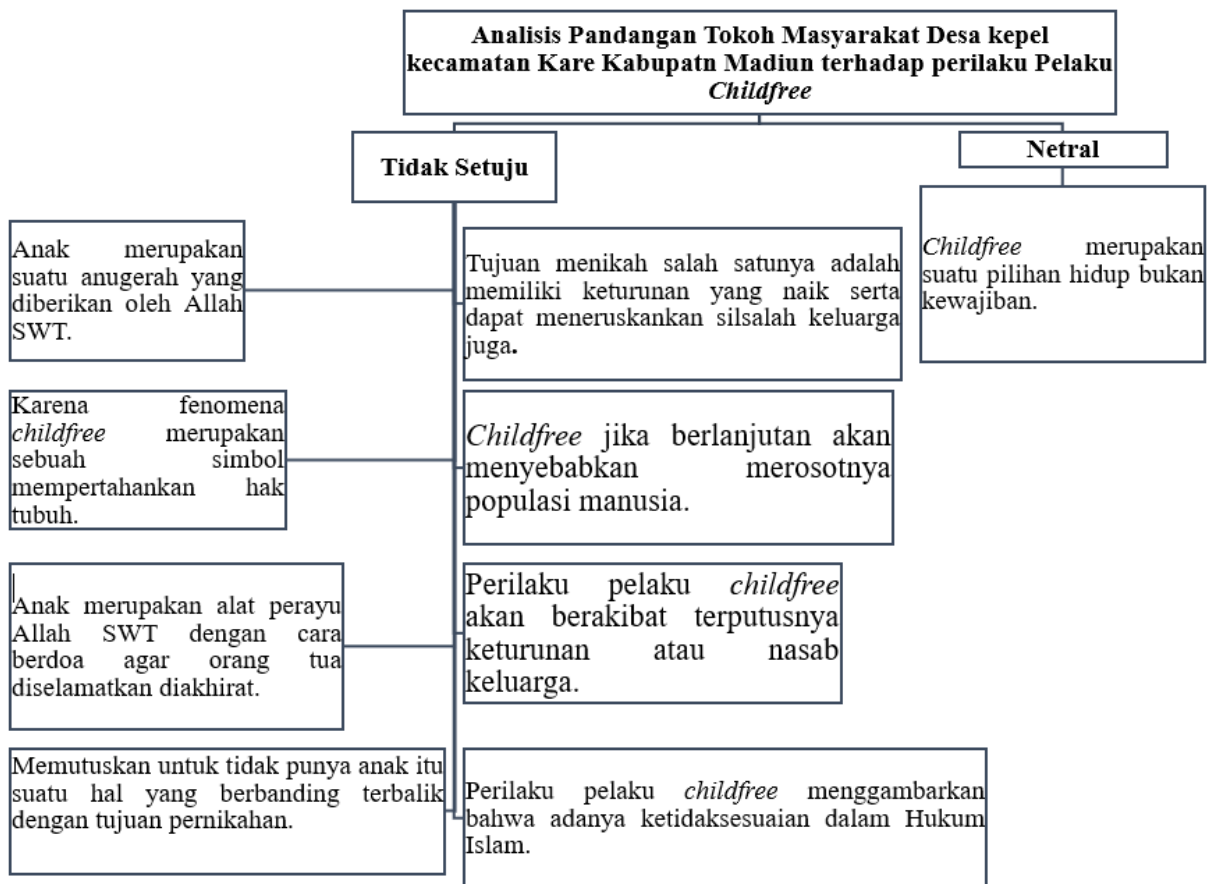 Analisis Pandangan Tokoh Masyarakat Desa kepel
kecamatan Kare Kabupatn Madiun terhadap perilaku Pelaku
Childfree
Tidak Setuju
Netral
Anak merupakan
suatu anugerah yang
diberikan oleh Allah
SWT.
Tujuan menikah salah satunya adalah
memiliki keturunan yang naik serta
dapat meneruskankan silsalah keluarga
juga.
Childfree merupakan
suatu pilihan hidup bukan
kewajiban.
Karena fenomena
childfree merupakan
sebuah simbol
mempertahankan hak
tubuh.
Childfree jika berlanjutan akan
menyebabkan merosotnya
populasi manusia.
Anak merupakan alat perayu
Allah SWT dengan cara
berdoa agar orang tua
diselamatkan diakhirat.
Perilaku pelaku childfree
akan berakibat terputusnya
keturunan atau nasab
keluarga.
Memutuskan untuk tidak punya anak itu
suatu hal yang berbanding terbalik
dengan tujuan pernikahan.
Perilaku pelaku childfree menggambarkan
bahwa adanya ketidaksesuaian dalam Hukum
Islam.